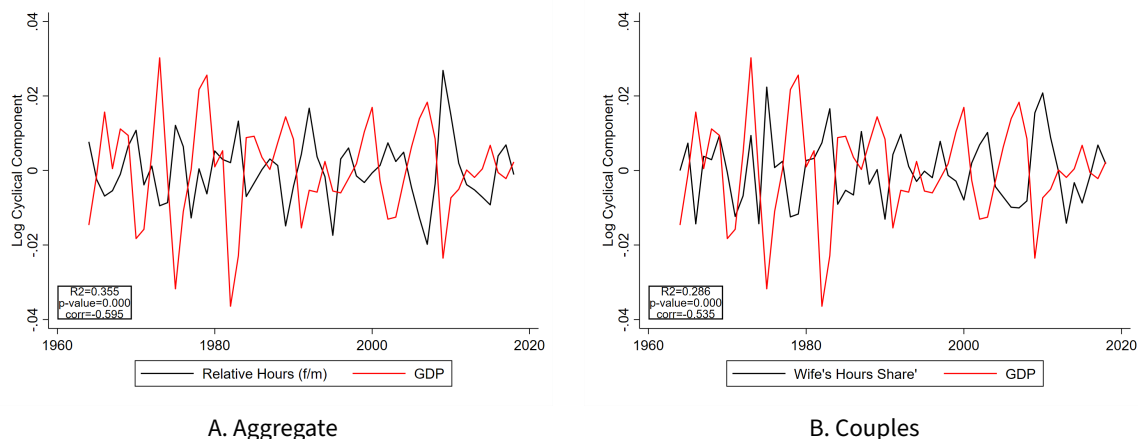 Log Cyclical Component
.04
.02
0
-.02
-.04
R2=0.355
p-value=0.000
corr=-0.595
1960 1980 2000 2020
Relative Hours (f/m) GDP
A. Aggregate
Log Cyclical Component
.04
.02
0
-.02
-.04
R2=0.286
p-value=0.000
corr=-0.535
1960 1980 2000 2020
Wife's Hours Share' GDP
B. Couples